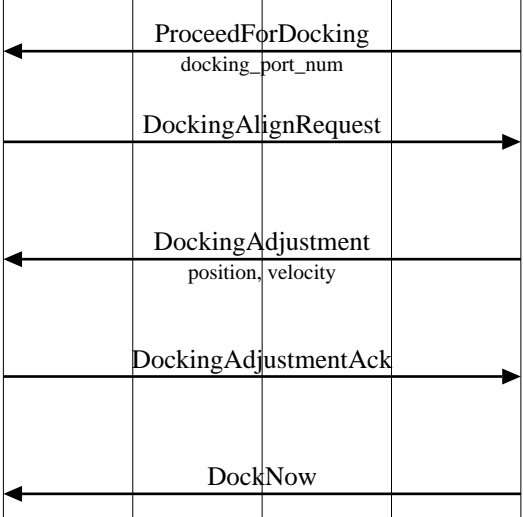 ProceedForDocking
docking_port_num
DockingAlignRequest
DockingAdjustment
position, velocity
DockingAdjustmentAck
DockNow